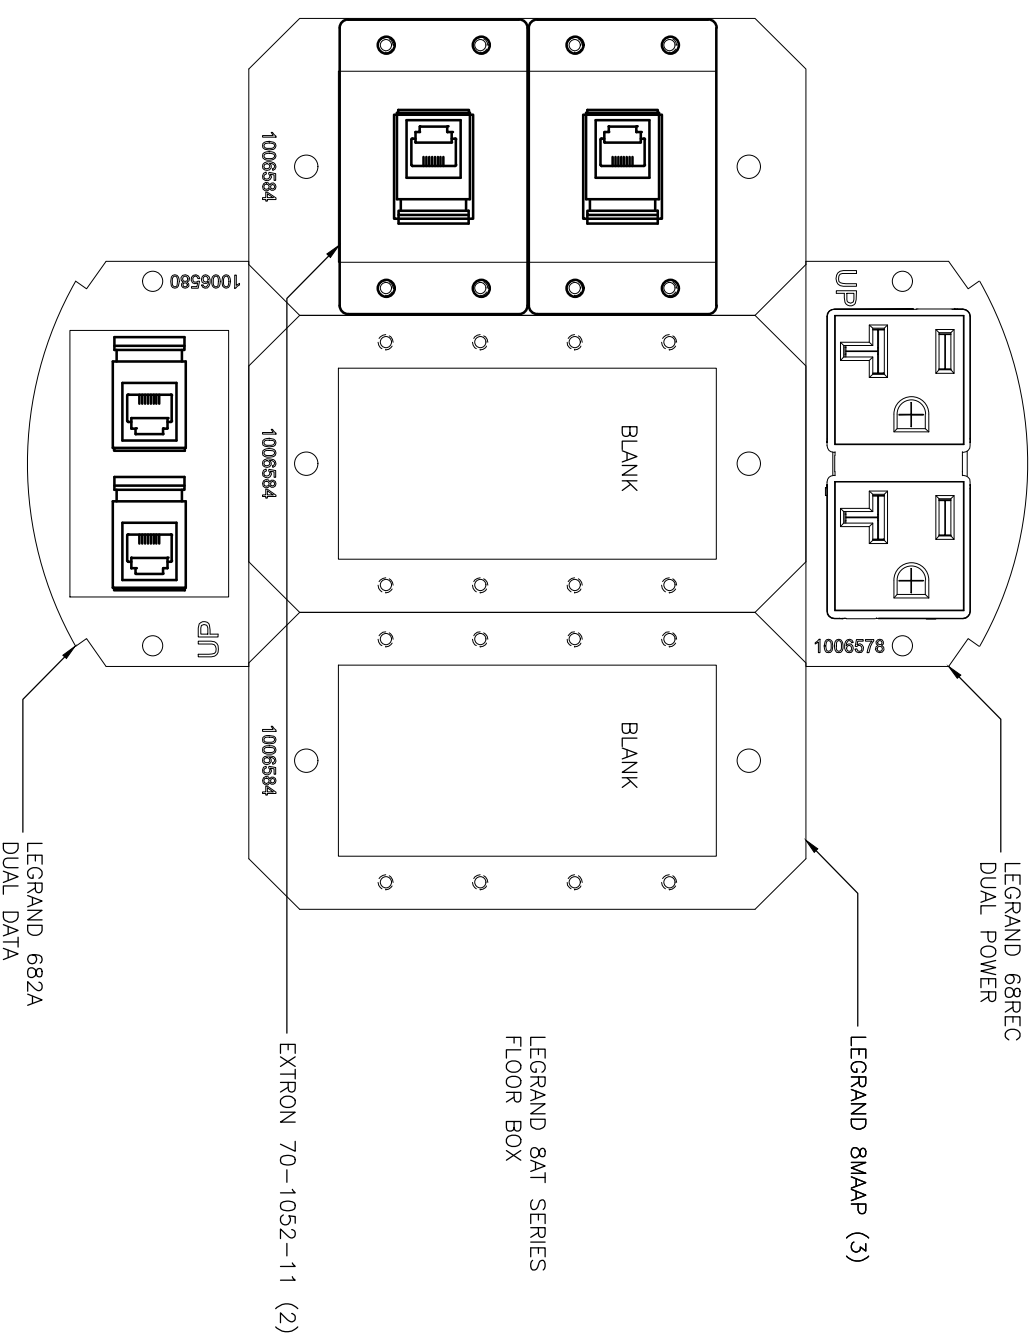 LEGRAND 68REC
DUAL POWER
LEGRAND 8MAAP (3)
LEGRAND 8AT SERIES
FLOOR BOX
EXTRON 70-1052-11 (2)
LEGRAND 682A
DUAL DATA
UP
1006578
BLANK
BLANK
1006584
1006584
1006584
1006580
UP